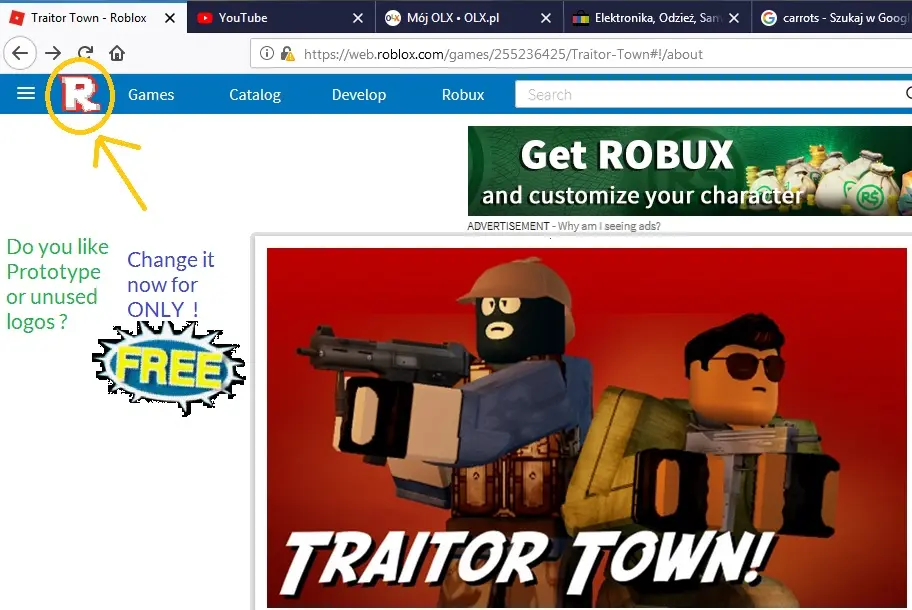 Traitor Town - Roblox
YouTube
Mój OLX • OLX.pl
Elektronika, Odzież, Sam
carrots - Szukaj w Googl
https://web.roblox.com/games/255236425/Traitor-Town#!/about
R
Games
Catalog
Develop
Robux
Search
Get ROBUX
and customize your character
R$
ADVERTISEMENT - Why am I seeing ads?
Do you like
Prototype
or unused
logos ?
Change it
now for
ONLY !
FREE
TRAITOR TOWN!